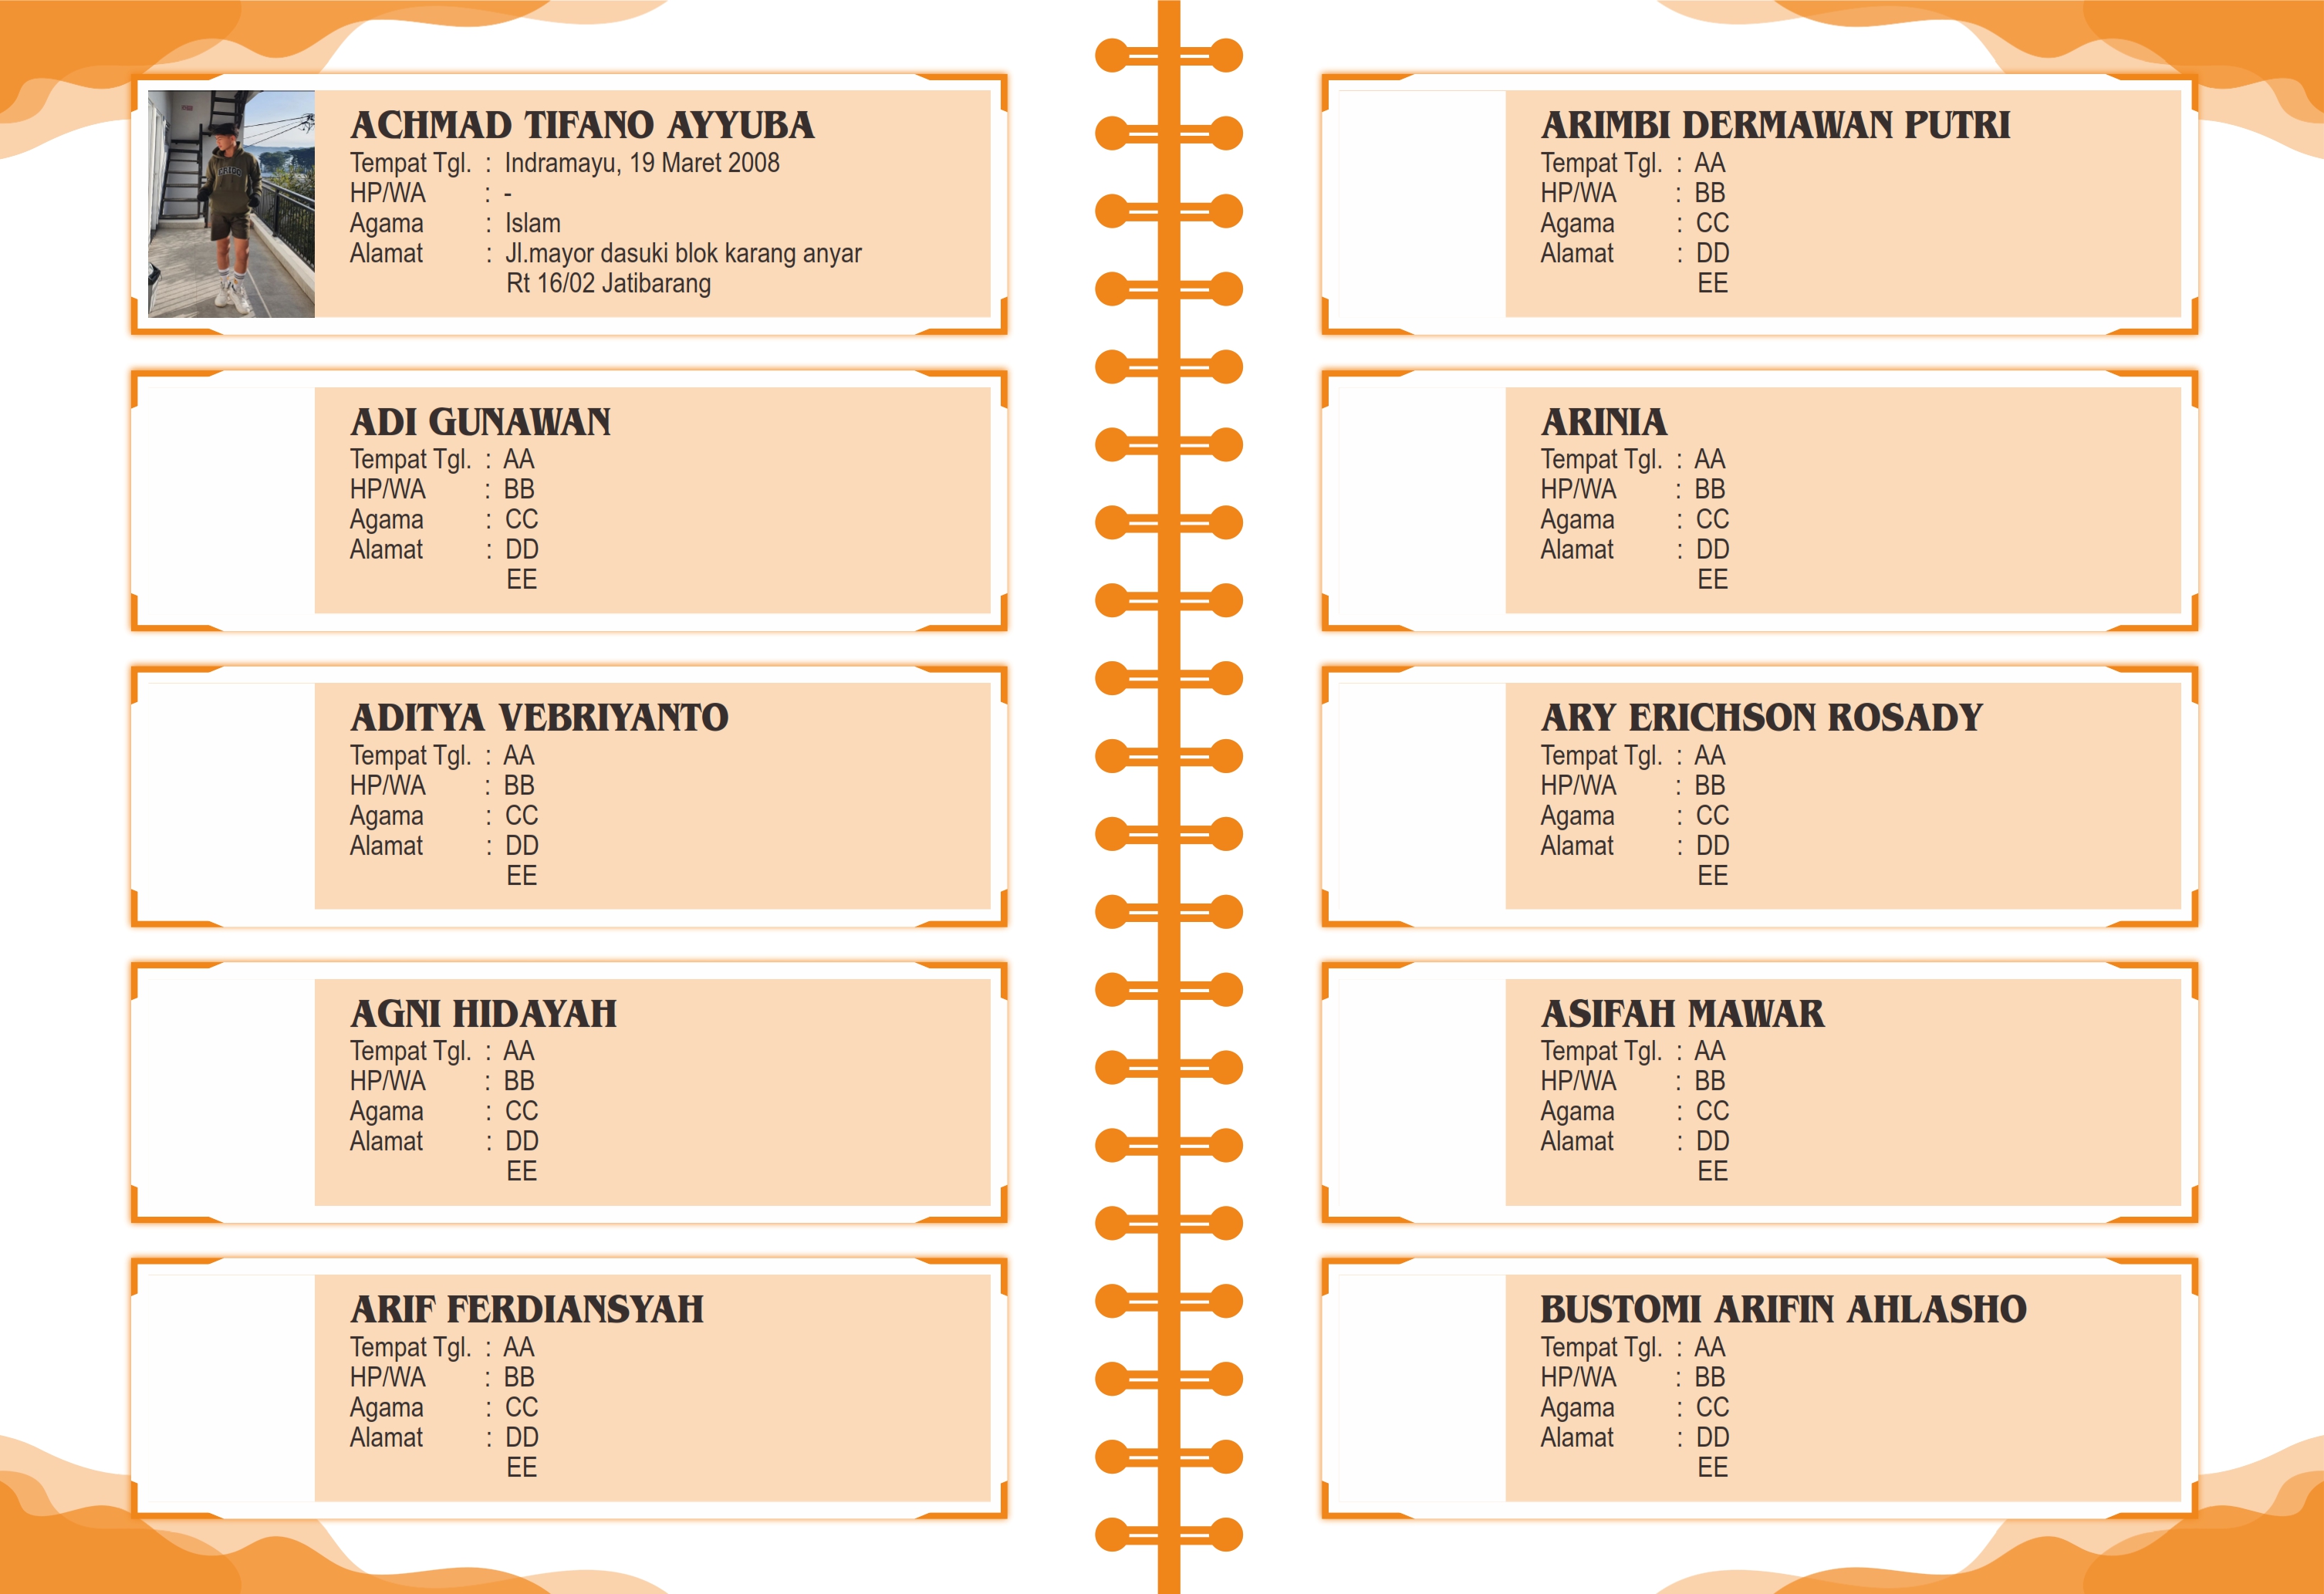 ACHMAD TIFANO AYYUBA
Tempat Tgl. : Indramayu, 19 Maret 2008
HP/WA : -
Agama : Islam
Alamat : Jl.mayor dasuki blok karang anyar
Rt 16/02 Jatibarang
ADI GUNAWAN
Tempat Tgl. : AA
HP/WA : BB
Agama : CC
Alamat : DD
EE
ADITYA VEBRIYANTO
Tempat Tgl. : AA
HP/WA : BB
Agama : CC
Alamat : DD
EE
AGNI HIDAYAH
Tempat Tgl. : AA
HP/WA : BB
Agama : CC
Alamat : DD
EE
ARIF FERDIANSYAH
Tempat Tgl. : AA
HP/WA : BB
Agama : CC
Alamat : DD
EE
ARIMBI DERMAWAN PUTRI
Tempat Tgl. : AA
HP/WA : BB
Agama : CC
Alamat : DD
EE
ARINIA
Tempat Tgl. : AA
HP/WA : BB
Agama : CC
Alamat : DD
EE
ARY ERICHSON ROSADY
Tempat Tgl. : AA
HP/WA : BB
Agama : CC
Alamat : DD
EE
ASIFAH MAWAR
Tempat Tgl. : AA
HP/WA : BB
Agama : CC
Alamat : DD
EE
BUSTOMI ARIFIN AHLASHO
Tempat Tgl. : AA
HP/WA : BB
Agama : CC
Alamat : DD
EE